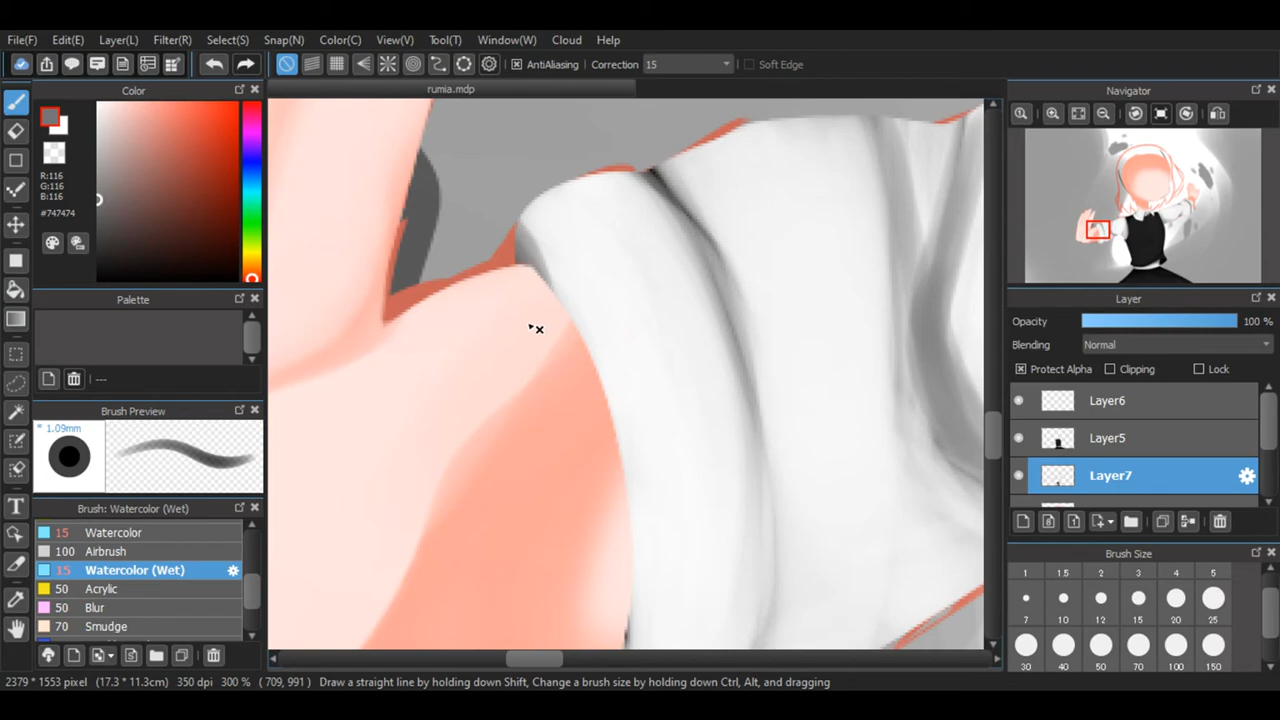 File(F) Edit(E) Layer(L) Filter(R) Select(S) Snap(N) Color(C) View(V) Tool(T) Window(W) Cloud Help
AntiAliasing Correction 15 Soft Edge
Color
rumia.mdp
Navigator
R:116
G:116
B:116
#747474
Palette
---
Brush Preview
1.09mm
Brush: Watercolor (Wet)
15 Watercolor
100 Airbrush
15 Watercolor (Wet)
50 Acrylic
50 Blur
70 Smudge
Layer
Opacity 100 %
Blending Normal
Protect Alpha Clipping Lock
Layer6
Layer5
Layer7
Brush Size
1 1.5 2 3 4 5
7 10 12 15 20 25
30 40 50 70 100 150
2379 * 1553 pixel (17.3 * 11.3cm) 350 dpi 300 % ( 709, 991 ) Draw a straight line by holding down Shift, Change a brush size by holding down Ctrl, Alt, and dragging